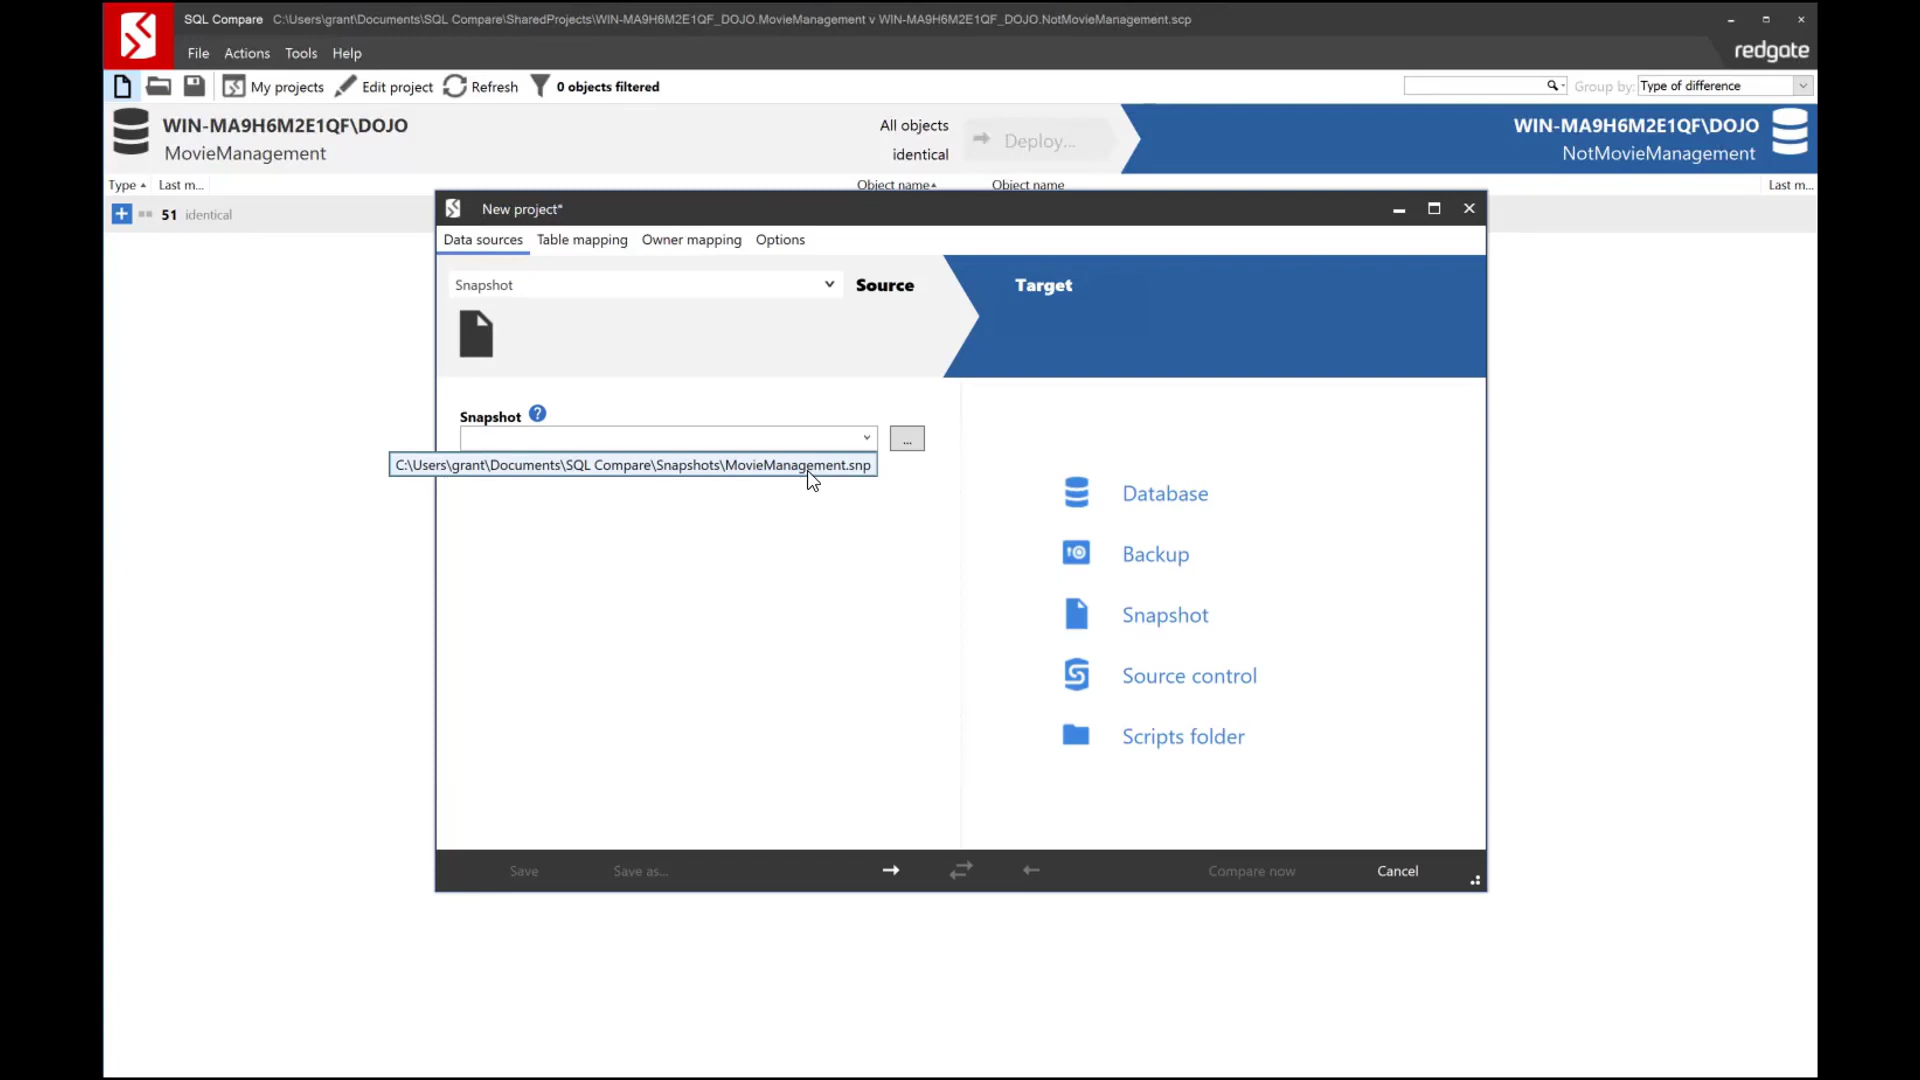 SQL Compare C:\Users\grant\Documents\SQL Compare\SharedProjects\WIN-MA9H6M2E1QF_DOJO.MovieManagement v WIN-MA9H6M2E1QF_DOJO.NotMovieManagement.scp
File Actions Tools Help
redgate
My projects Edit project Refresh 0 objects filtered
Group by: Type of difference
WIN-MA9H6M2E1QF\DOJO
MovieManagement
All objects
identical
Deploy...
WIN-MA9H6M2E1QF\DOJO
NotMovieManagement
Type Last m... Object name Object name Last m...
51 identical
New project*
Data sources Table mapping Owner mapping Options
Snapshot
Source
Target
Snapshot ?
...
C:\Users\grant\Documents\SQL Compare\Snapshots\MovieManagement.snp
Database
Backup
Snapshot
Source control
Scripts folder
Save Save as... Compare now Cancel